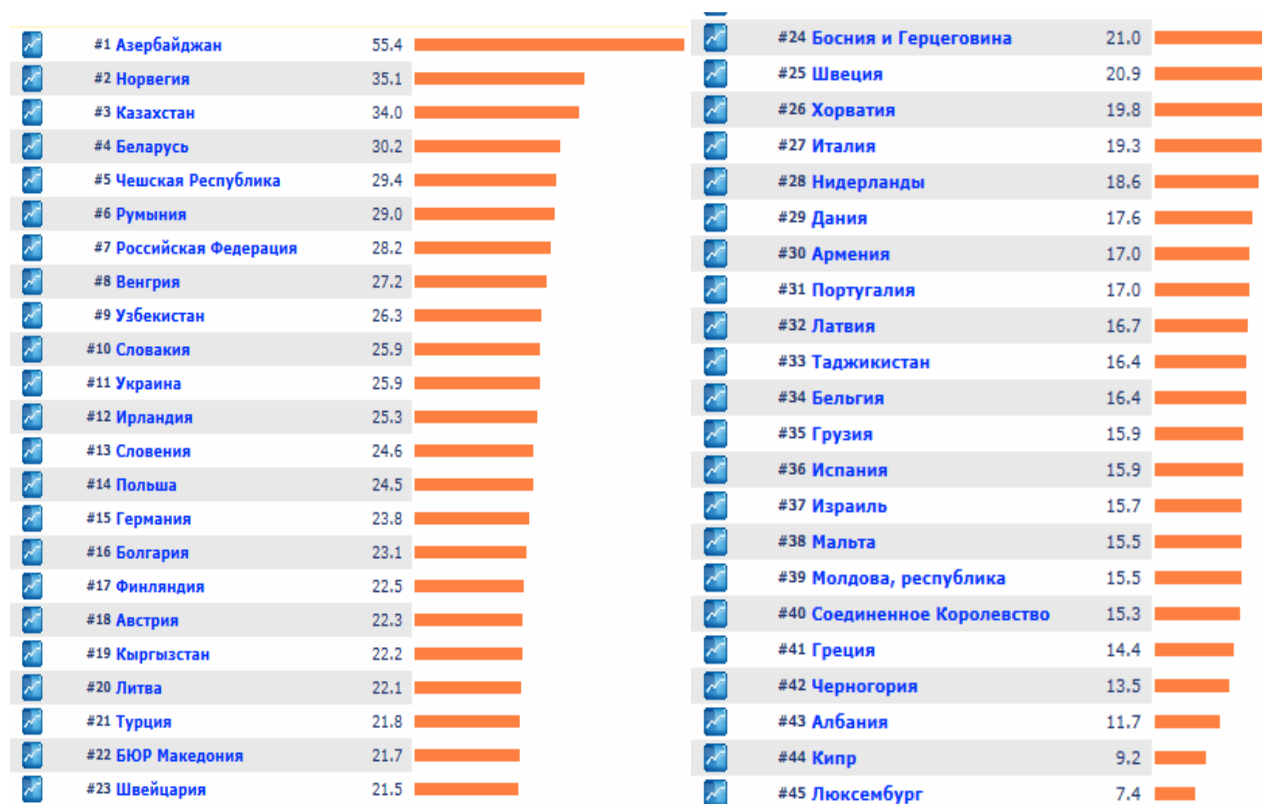 #1 Азербайджан 55.4
#2 Норвегия 35.1
#3 Казахстан 34.0
#4 Беларусь 30.2
#5 Чешская Республика 29.4
#6 Румыния 29.0
#7 Российская Федерация 28.2
#8 Венгрия 27.2
#9 Узбекистан 26.3
#10 Словакия 25.9
#11 Украина 25.9
#12 Ирландия 25.3
#13 Словения 24.6
#14 Польша 24.5
#15 Германия 23.8
#16 Болгария 23.1
#17 Финляндия 22.5
#18 Австрия 22.3
#19 Кыргызстан 22.2
#20 Литва 22.1
#21 Турция 21.8
#22 БЮР Македония 21.7
#23 Швейцария 21.5
#24 Босния и Герцеговина 21.0
#25 Швеция 20.9
#26 Хорватия 19.8
#27 Италия 19.3
#28 Нидерланды 18.6
#29 Дания 17.6
#30 Армения 17.0
#31 Португалия 17.0
#32 Латвия 16.7
#33 Таджикистан 16.4
#34 Бельгия 16.4
#35 Грузия 15.9
#36 Испания 15.9
#37 Израиль 15.7
#38 Мальта 15.5
#39 Молдова, республика 15.5
#40 Соединенное Королевство 15.3
#41 Греция 14.4
#42 Черногория 13.5
#43 Албания 11.7
#44 Кипр 9.2
#45 Люксембург 7.4